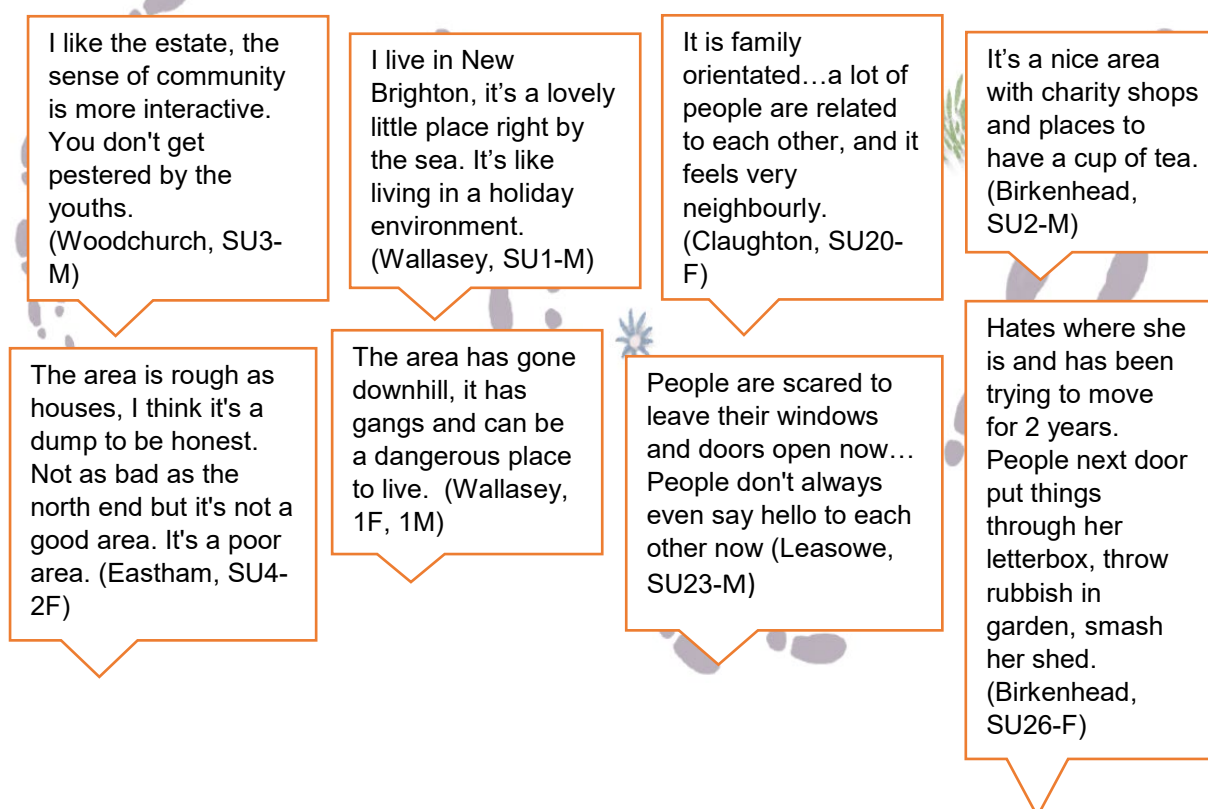 I like the estate, the
sense of community
is more interactive.
You don't get
pestered by the
youths.
(Woodchurch, SU3-
M)
I live in New
Brighton, it’s a lovely
little place right by
the sea. It’s like
living in a holiday
environment.
(Wallasey, SU1-M)
It is family
orientated…a lot of
people are related
to each other, and it
feels very
neighbourly.
(Claughton, SU20-
F)
It’s a nice area
with charity shops
and places to
have a cup of tea.
(Birkenhead,
SU2-M)
The area is rough as
houses, I think it's a
dump to be honest.
Not as bad as the
north end but it's not a
good area. It's a poor
area. (Eastham, SU4-
2F)
The area has gone
downhill, it has
gangs and can be
a dangerous place
to live.  (Wallasey,
1F, 1M)
People are scared to
leave their windows
and doors open now…
People don't always
even say hello to each
other now (Leasowe,
SU23-M)
Hates where she
is and has been
trying to move
for 2 years.
People next door
put things
through her
letterbox, throw
rubbish in
garden, smash
her shed.
(Birkenhead,
SU26-F)